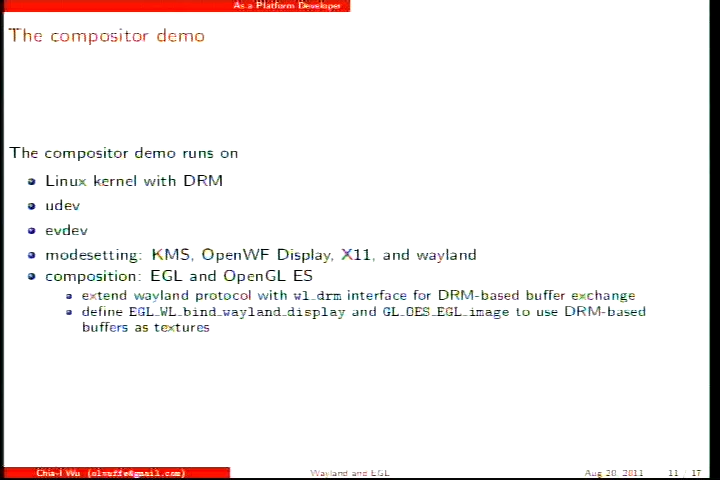 As a Platform Developer
The compositor demo
The compositor demo runs on
Linux kernel with DRM
udev
evdev
modesetting: KMS, OpenWF Display, X11, and wayland
composition: EGL and OpenGL ES
extend wayland protocol with wl_drm interface for DRM-based buffer exchange
define EGL_WL_bind_wayland_display and GL_OES_EGL_image to use DRM-based
buffers as textures
Chia-I Wu (olvaffe@gmail.com)
Wayland and EGL
Aug 20, 2011
11 / 17